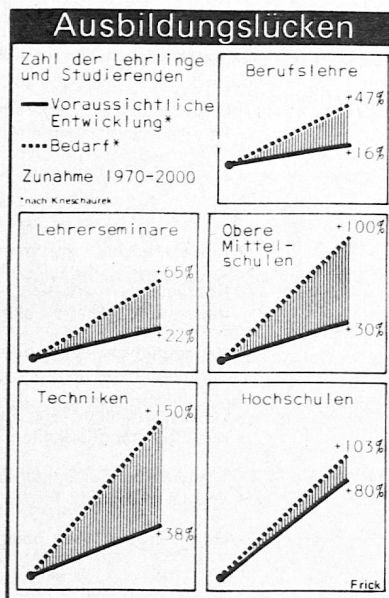 Ausbildungslücken
Zahl der Lehrlinge
und Studierenden
Voraussichtliche
Entwicklung*
Bedarf*
Zunahme 1970-2000
*nach Kneschaurek
Berufslehre
+47%
+16%
Lehrerseminare
+65%
+22%
Obere
Mittel-
schulen
+100%
+30%
Techniken
+150%
+38%
Hochschulen
+103%
+80%
Frick